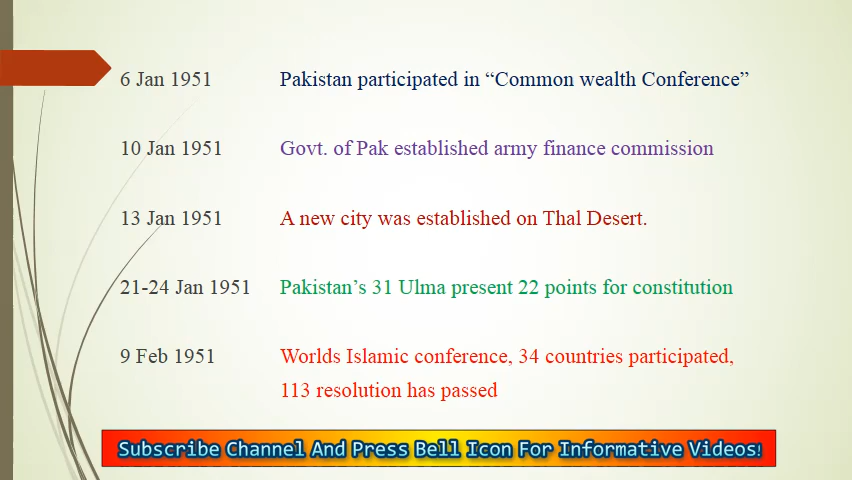 6 Jan 1951 Pakistan participated in “Common wealth Conference”
10 Jan 1951 Govt. of Pak established army finance commission
13 Jan 1951 A new city was established on Thal Desert.
21-24 Jan 1951 Pakistan’s 31 Ulma present 22 points for constitution
9 Feb 1951 Worlds Islamic conference, 34 countries participated,
113 resolution has passed
Subscribe Channel And Press Bell Icon For Informative Videos!